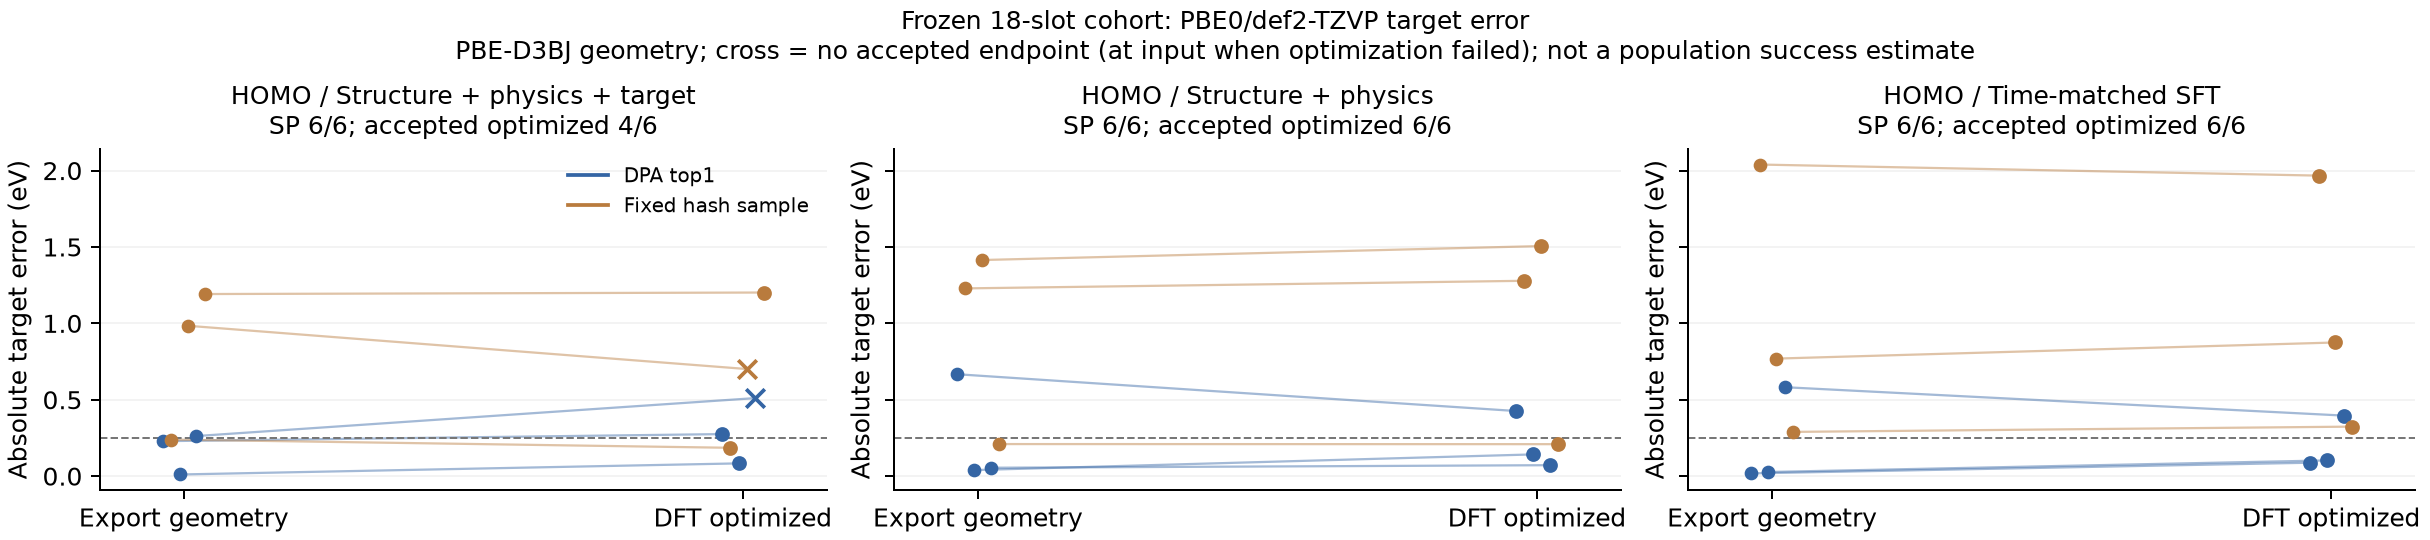 Frozen 18-slot cohort: PBE0/def2-TZVP target error
PBE-D3BJ geometry; cross = no accepted endpoint (at input when optimization failed); not a population success estimate
HOMO / Structure + physics + target
SP 6/6; accepted optimized 4/6
Absolute target error (eV)
2.0
1.5
1.0
0.5
0.0
DPA top1
Fixed hash sample
Export geometry
DFT optimized
HOMO / Structure + physics
SP 6/6; accepted optimized 6/6
Absolute target error (eV)
Export geometry
DFT optimized
HOMO / Time-matched SFT
SP 6/6; accepted optimized 6/6
Absolute target error (eV)
Export geometry
DFT optimized